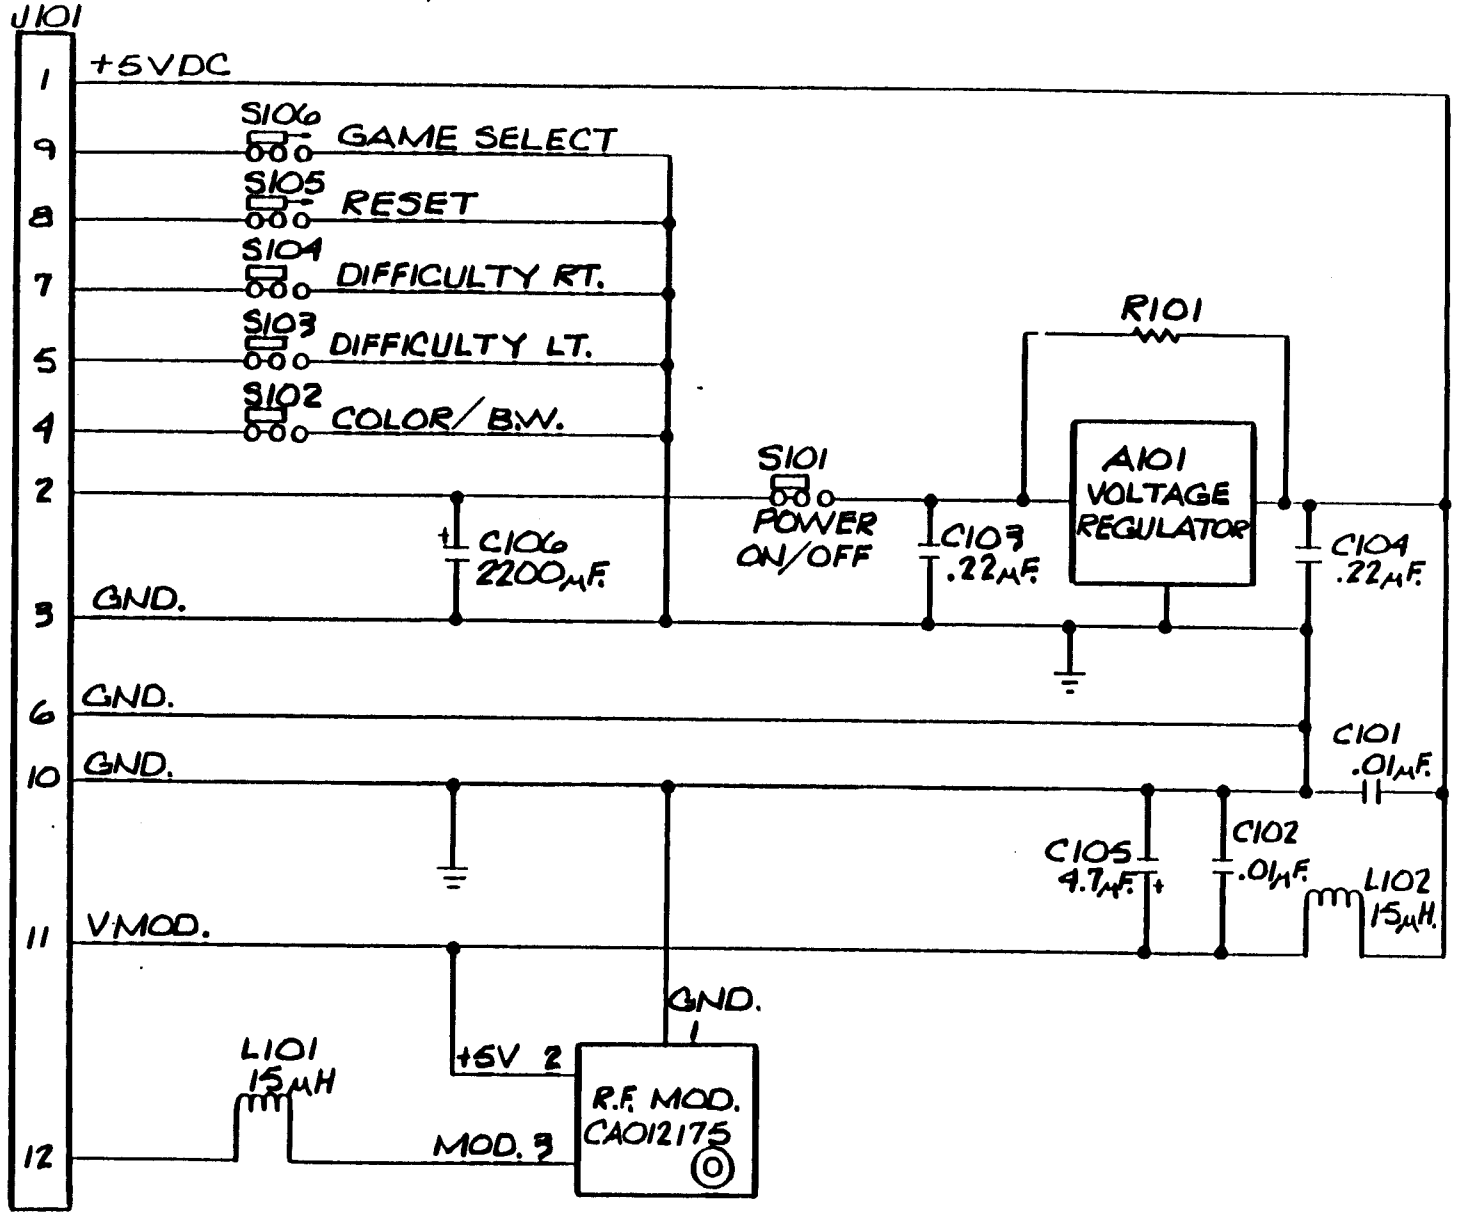 J101
1 +5VDC
S106
9 GAME SELECT
S105
8 RESET
S104
7 DIFFICULTY RT.
S103
5 DIFFICULTY LT.
S102
4 COLOR/B.W.
2
S101
POWER
ON/OFF
R101
A101
VOLTAGE
REGULATOR
+ C106
2200µF.
C103
.22µF.
C104
.22µF.
3 GND.
6 GND.
10 GND.
C101
.01µF.
C105
4.7µF. +
C102
.01µF.
L102
15µH.
11 VMOD.
GND.
1
+5V 2
L101
15µH
R.F. MOD.
CA012175
12
MOD. 3